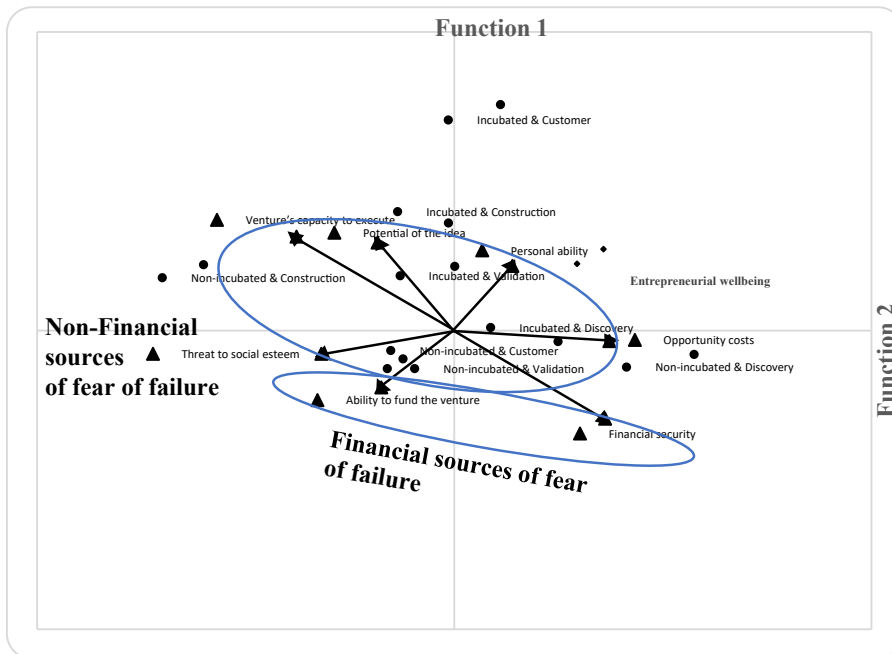 Function 1
Incubated & Customer
Incubated & Construction
Venture's capacity to execute
Potential of the idea
Personal ability
Non-incubated & Construction
Incubated & Validation
Entrepreneurial wellbeing
Incubated & Discovery
Non-Financial
sources
of fear of failure
Opportunity costs
Threat to social esteem
Non-incubated & Customer
Non-incubated & Validation
Non-incubated & Discovery
Function 2
Ability to fund the venture
Financial security
Financial sources of fear
of failure